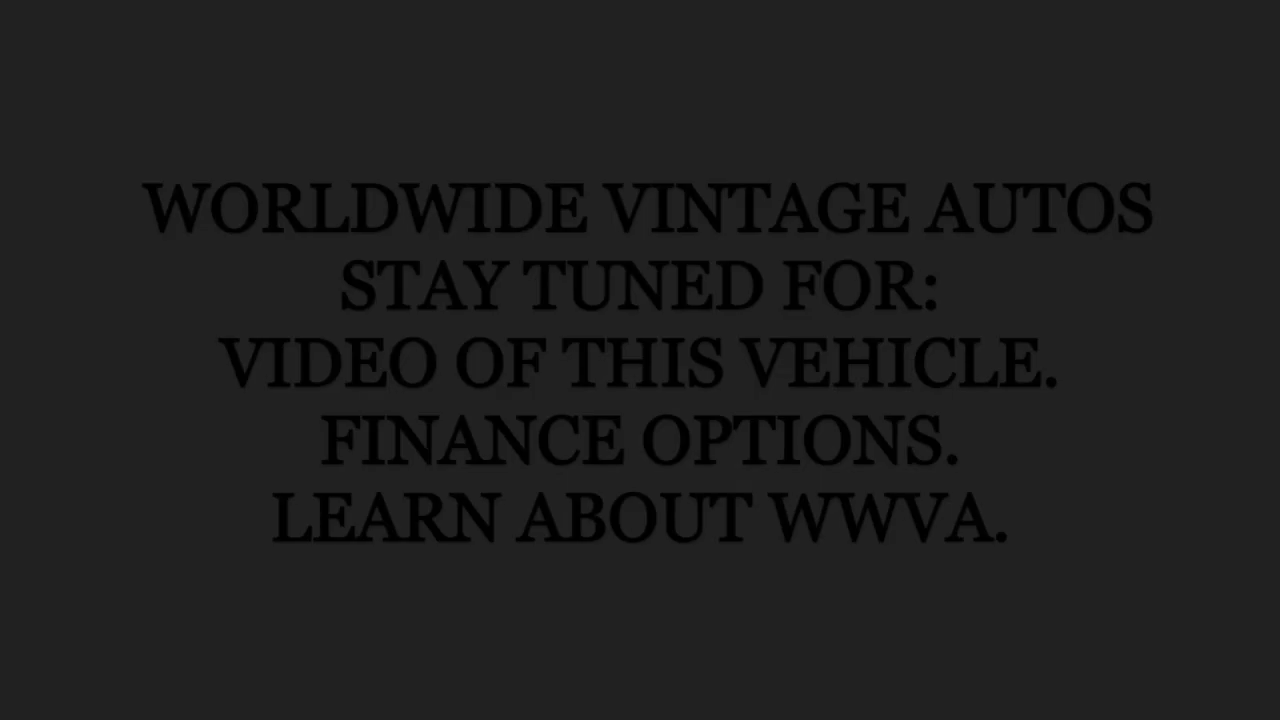 WORLDWIDE VINTAGE AUTOS
STAY TUNED FOR:
VIDEO OF THIS VEHICLE.
FINANCE OPTIONS.
LEARN ABOUT WWVA.